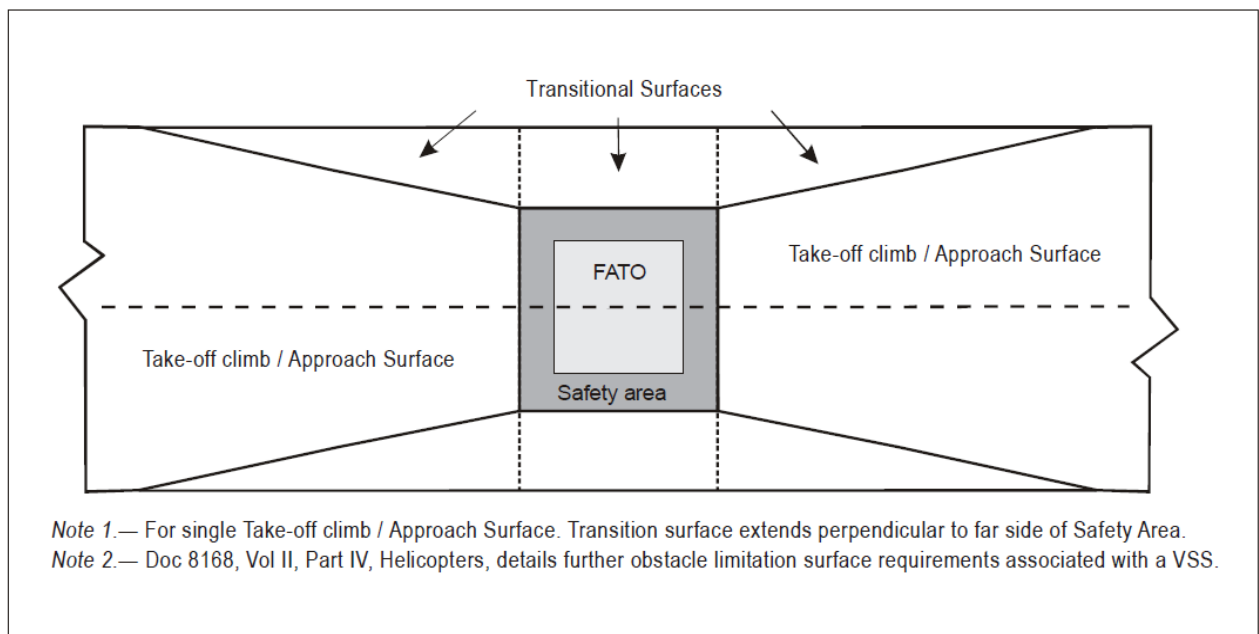 Transitional Surfaces
FATO
Take-off climb / Approach Surface
Take-off climb / Approach Surface
Safety area
Note 1.— For single Take-off climb / Approach Surface. Transition surface extends perpendicular to far side of Safety Area.
Note 2.— Doc 8168, Vol II, Part IV, Helicopters, details further obstacle limitation surface requirements associated with a VSS.